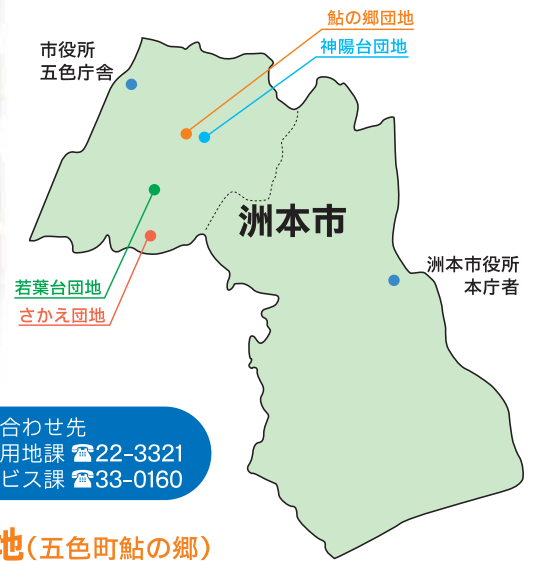 鮎の郷団地
神陽台団地
市役所
五色庁舎
洲本市
洲本市役所
本庁者
若葉台団地
さかえ団地
合わせ先
用地課 ☎22-3321
ビス課 ☎33-0160
地(五色町鮎の郷)